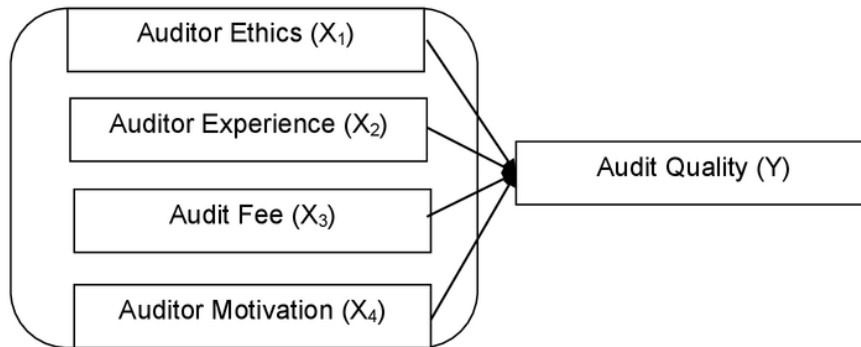 Auditor Ethics (X₁)
Auditor Experience (X₂)
Audit Quality (Y)
Audit Fee (X₃)
Auditor Motivation (X₄)